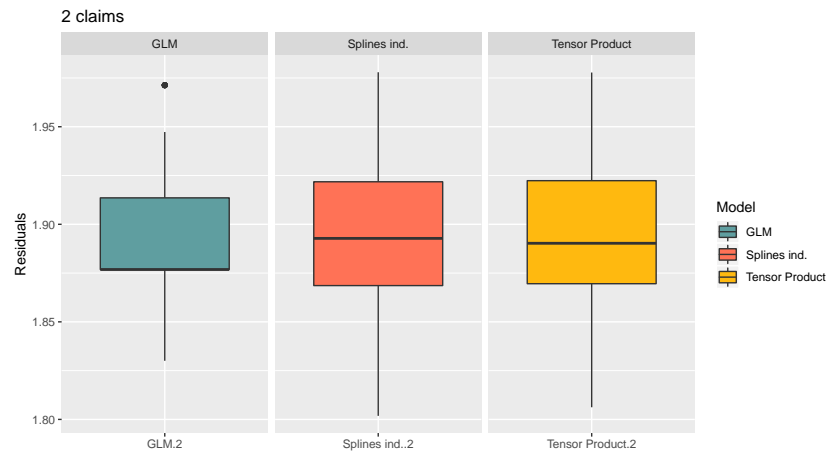 2 claims
GLM
Splines ind.
Tensor Product
1.95
1.90
1.85
1.80
Residuals
GLM.2
Splines ind..2
Tensor Product.2
Model
GLM
Splines ind.
Tensor Product